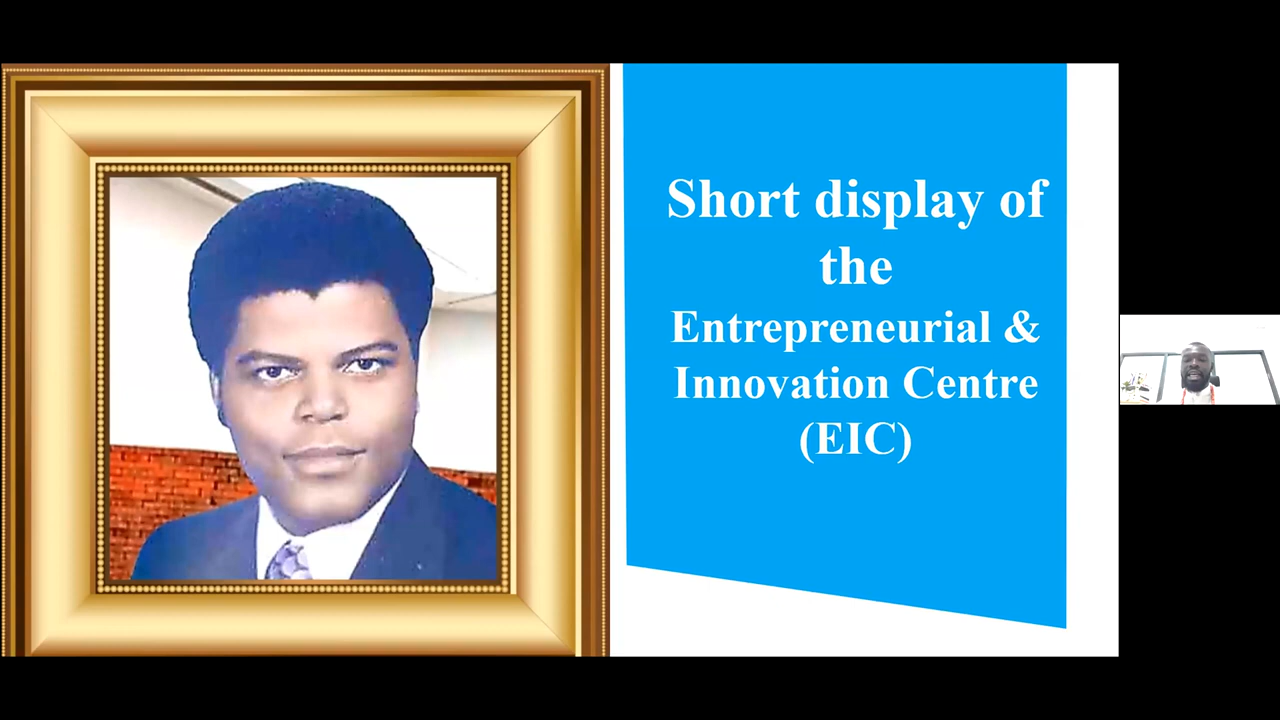 Short display of
the
Entrepreneurial &
Innovation Centre
(EIC)